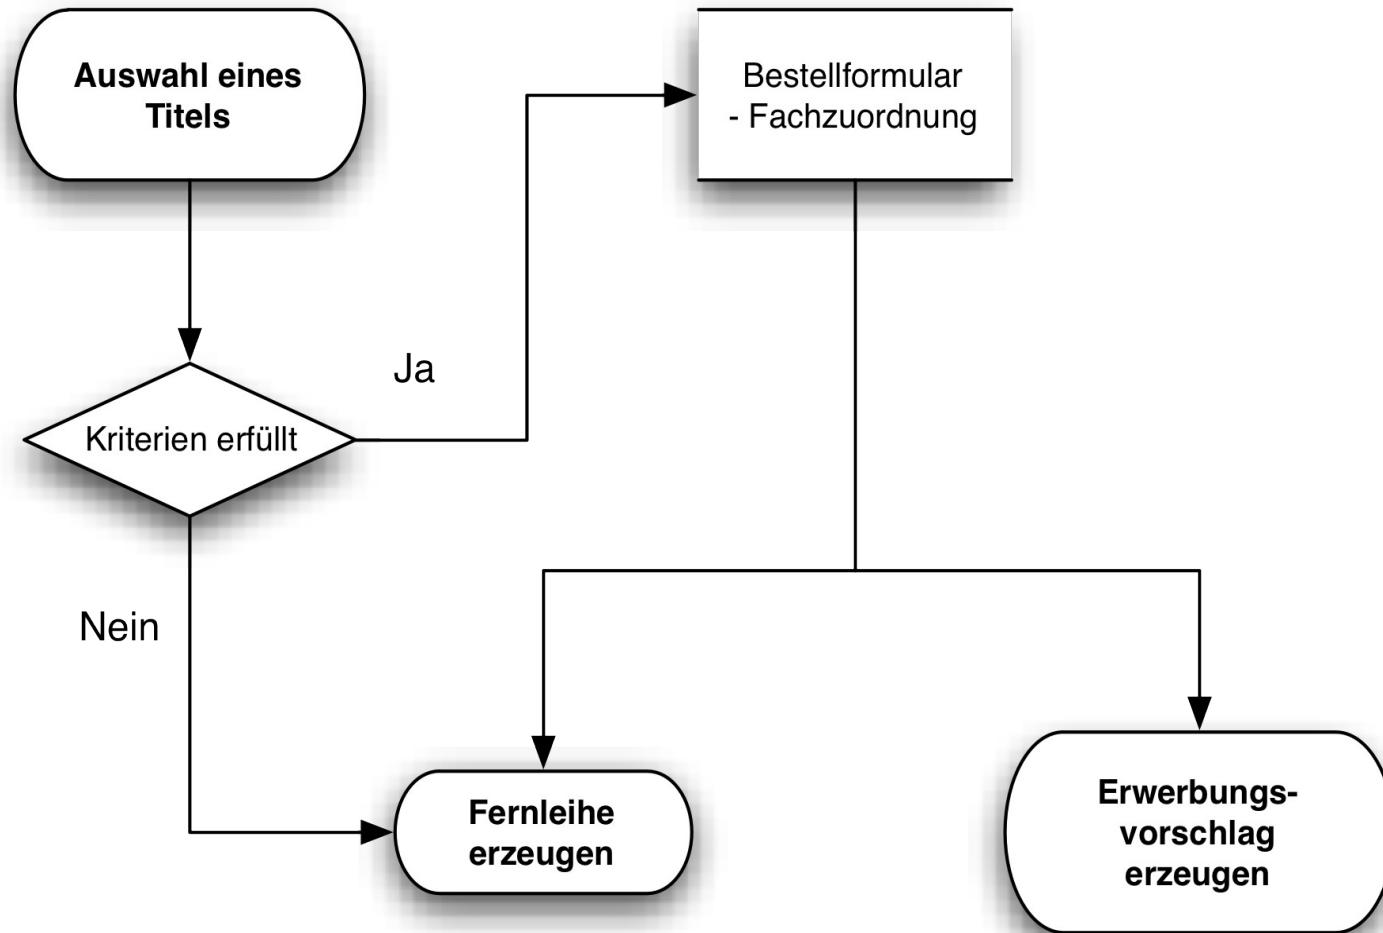 Auswahl eines
Titels
Bestellformular
- Fachzuordnung
Ja
Kriterien erfüllt
Nein
Fernleihe
erzeugen
Erwerbungs-
vorschlag
erzeugen